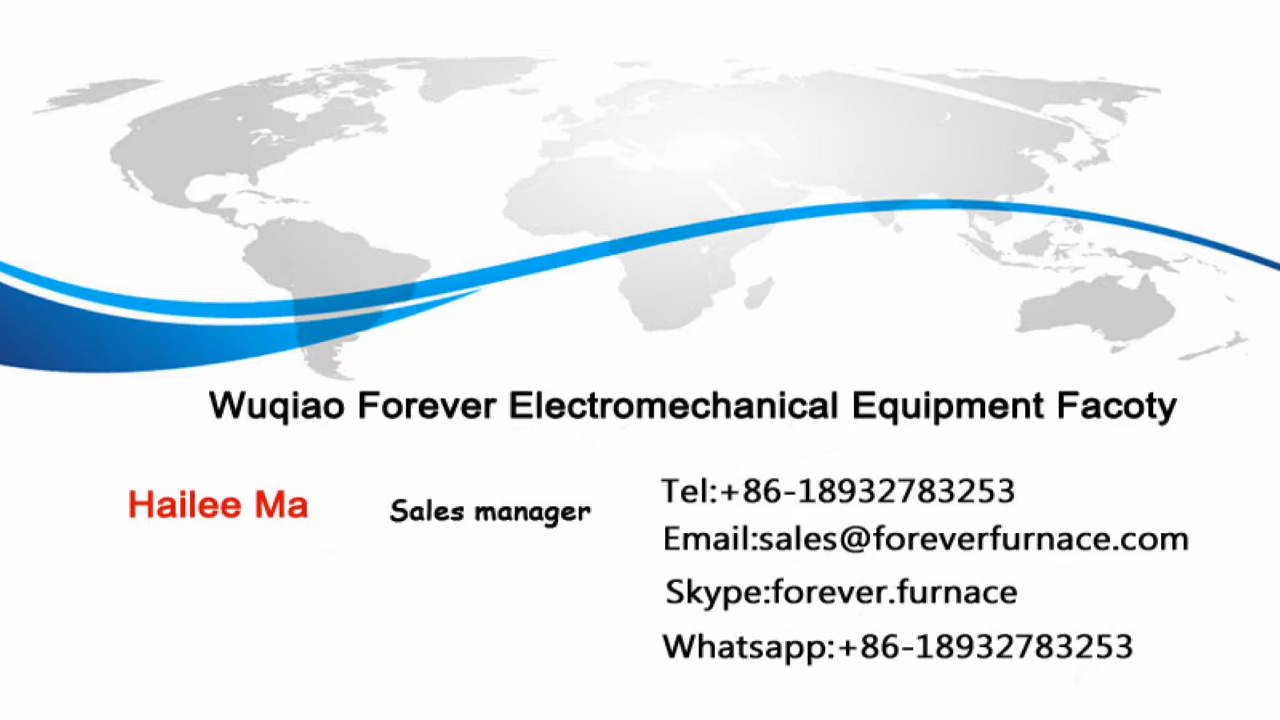 Wuqiao Forever Electromechanical Equipment Facoty
Hailee Ma
Sales manager
Tel:+86-18932783253
Email:sales@foreverfurnace.com
Skype:forever.furnace
Whatsapp:+86-18932783253